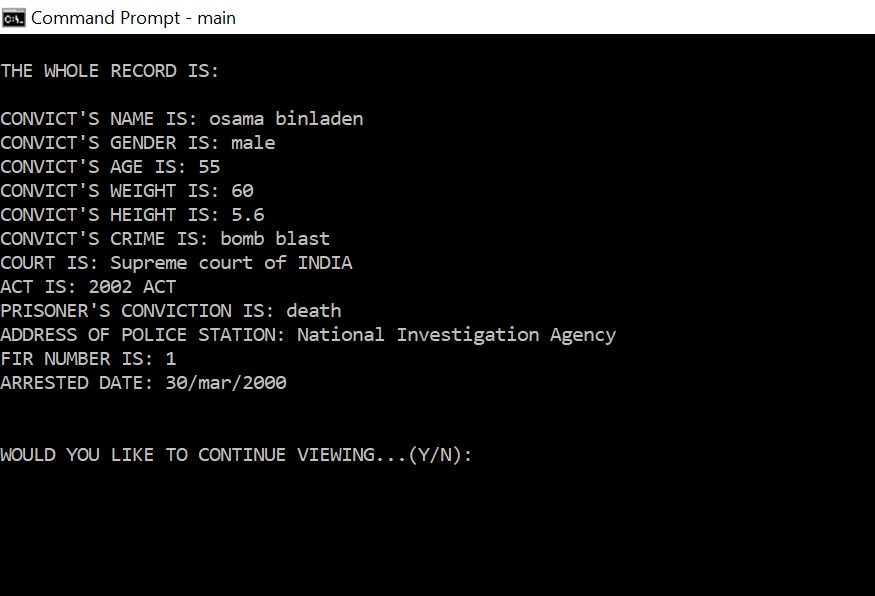 Command Prompt - main
THE WHOLE RECORD IS:
CONVICT'S NAME IS: osama binladen
CONVICT'S GENDER IS: male
CONVICT'S AGE IS: 55
CONVICT'S WEIGHT IS: 60
CONVICT'S HEIGHT IS: 5.6
CONVICT'S CRIME IS: bomb blast
COURT IS: Supreme court of INDIA
ACT IS: 2002 ACT
PRISONER'S CONVICTION IS: death
ADDRESS OF POLICE STATION: National Investigation Agency
FIR NUMBER IS: 1
ARRESTED DATE: 30/mar/2000
WOULD YOU LIKE TO CONTINUE VIEWING...(Y/N):